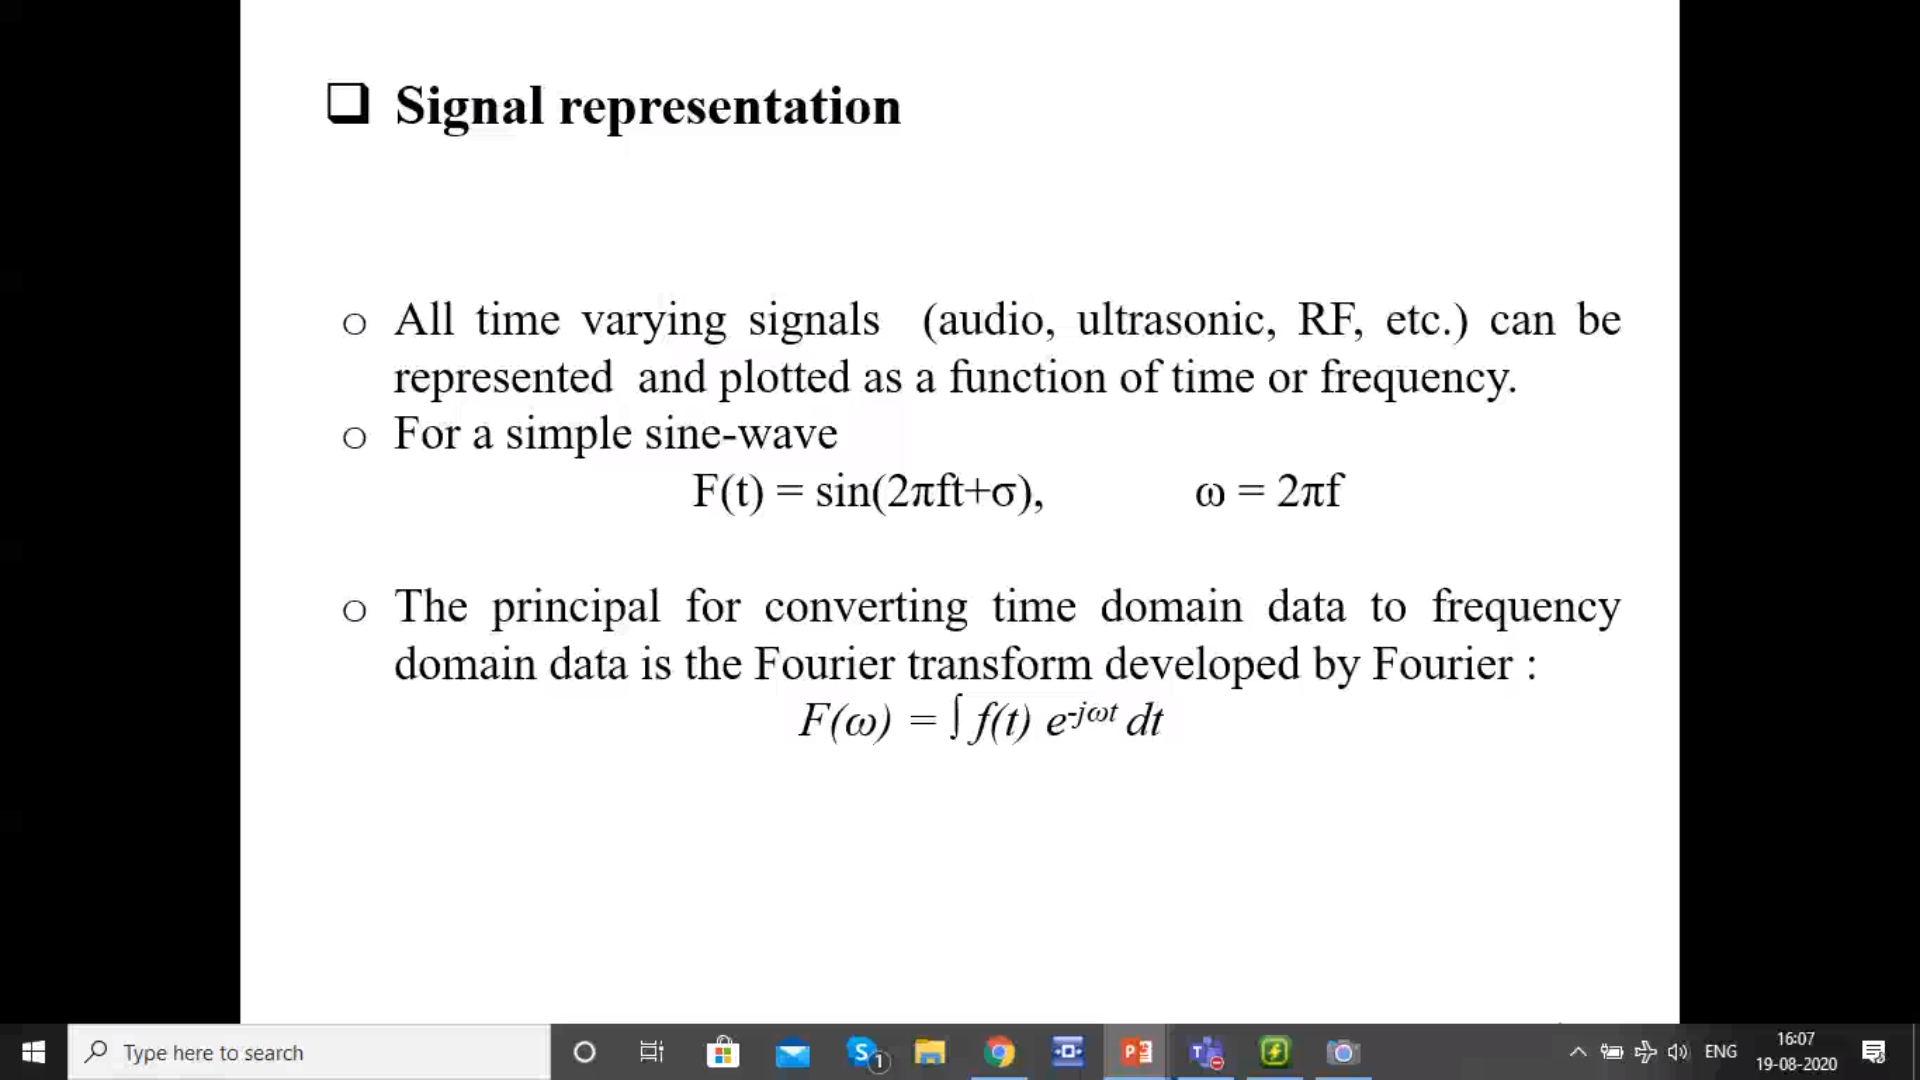 Signal representation
All time varying signals (audio, ultrasonic, RF, etc.) can be
represented and plotted as a function of time or frequency.
For a simple sine-wave
F(t) = sin(2πft+σ), ω = 2πf
The principal for converting time domain data to frequency
domain data is the Fourier transform developed by Fourier :
F(ω) = ∫ f(t) e^-jωt dt
Type here to search
ENG
16:07
19-08-2020